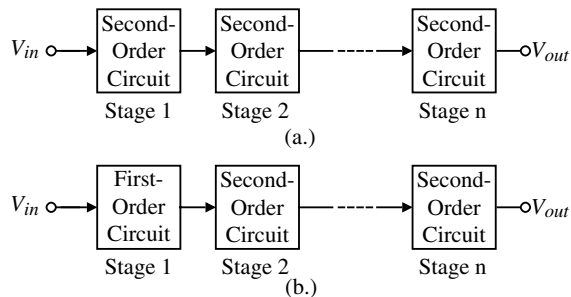 Second-Order Circuit
Second-Order Circuit
Second-Order Circuit
V_in
V_out
Stage 1
Stage 2
Stage n
(a.)
First-Order Circuit
Second-Order Circuit
Second-Order Circuit
V_in
V_out
Stage 1
Stage 2
Stage n
(b.)